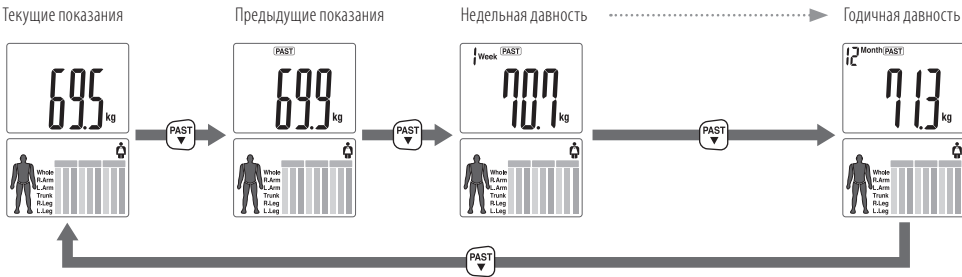 Текущие показания
Предыдущие показания
Недельная давность
Годичная давность
69.5 kg
PAST
69.9 kg
1 Week PAST
70.7 kg
12 Month PAST
71.3 kg
PAST
PAST
PAST
Whole
R.Arm
L.Arm
Trunk
R.Leg
L.Leg
Whole
R.Arm
L.Arm
Trunk
R.Leg
L.Leg
Whole
R.Arm
L.Arm
Trunk
R.Leg
L.Leg
Whole
R.Arm
L.Arm
Trunk
R.Leg
L.Leg
PAST